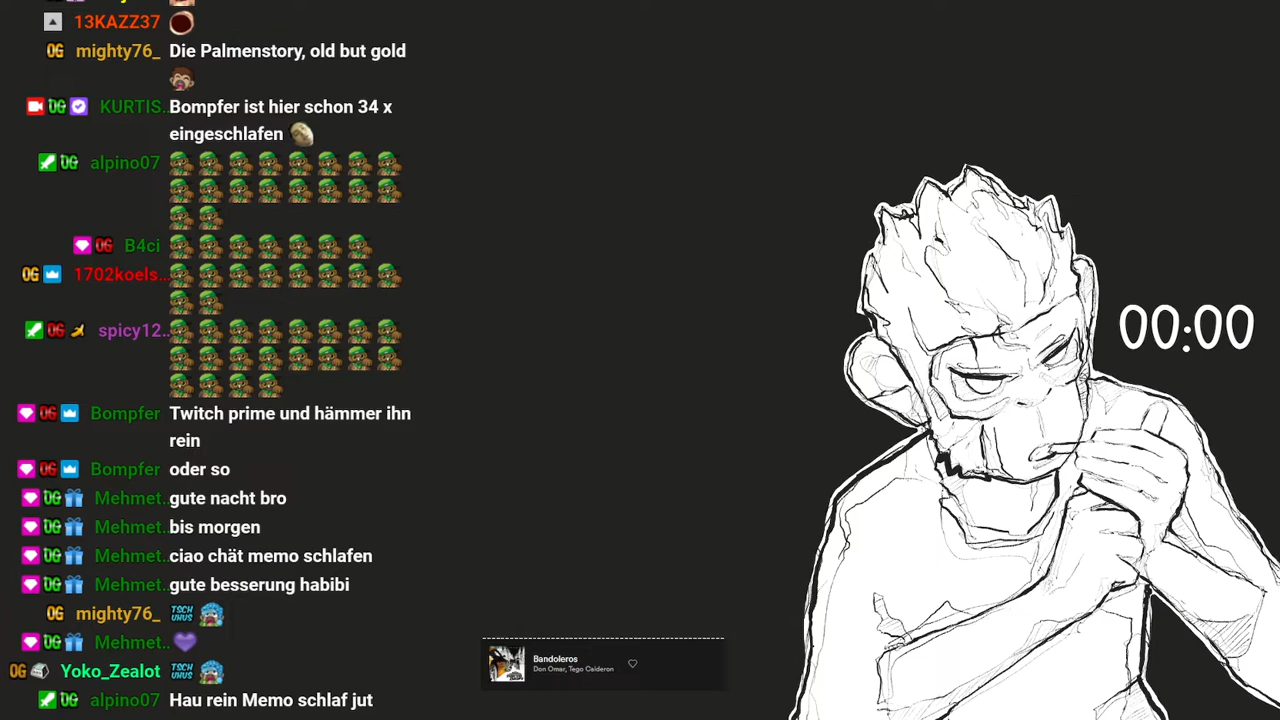 13KAZZ37
mighty76_ Die Palmenstory, old but gold
KURTIS.. Bompfer ist hier schon 34 x
eingeschlafen
alpino07
B4ci
1702koels..
spicy12..
Bompfer Twitch prime und hämmer ihn
rein
Bompfer oder so
Mehmet.. gute nacht bro
Mehmet.. bis morgen
Mehmet.. ciao chät memo schlafen
Mehmet.. gute besserung habibi
mighty76_ TSCH
Mehmet..
Yoko_Zealot TSCH
alpino07 Hau rein Memo schlaf jut
00:00
Bandoleros
Don Omar, Tego Calderon